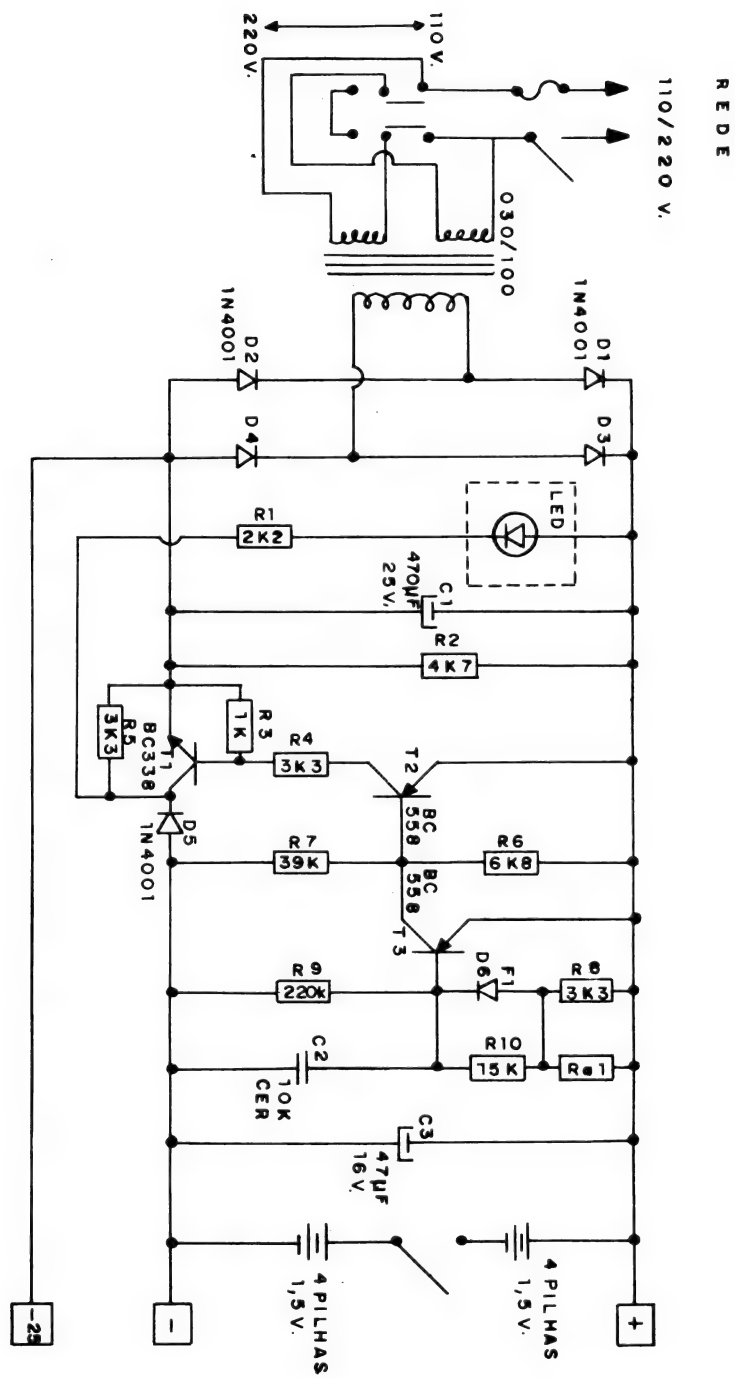 REDE
110/220 V.
110V.
220V.
030/100
D1
1N4001
D2
1N4001
D3
D4
LED
R1
2K2
C1
470µF
25V.
R2
4K7
R3
1K
R5
3K3
T1
BC338
R4
3K3
T2
BC
558
D5
1N4001
R7
39K
R6
6K8
BC
558
T3
R9
220k
D6
F1
R8
3K3
R10
15K
Re1
C2
10K
CER
C3
47µF
16V.
4 PILHAS
1,5V.
4 PILHAS
1,5V.
+
-
-25